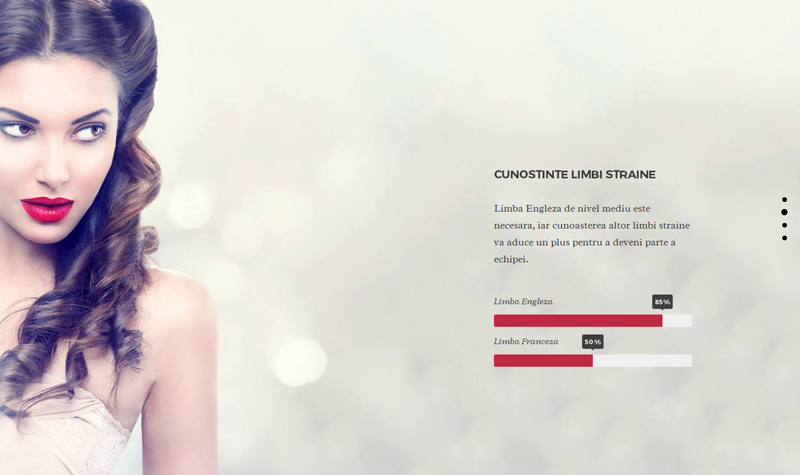 CUNOSTINTE LIMBI STRAINE
Limba Engleza de nivel mediu este
necesara, iar cunoasterea altor limbi straine
va aduce un plus pentru a deveni parte a
echipei.
Limba Engleza 85%
Limba Franceza 50%